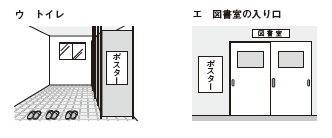 ウ トイレ
ポスター
エ 図書室の入り口
図書室
ポスター